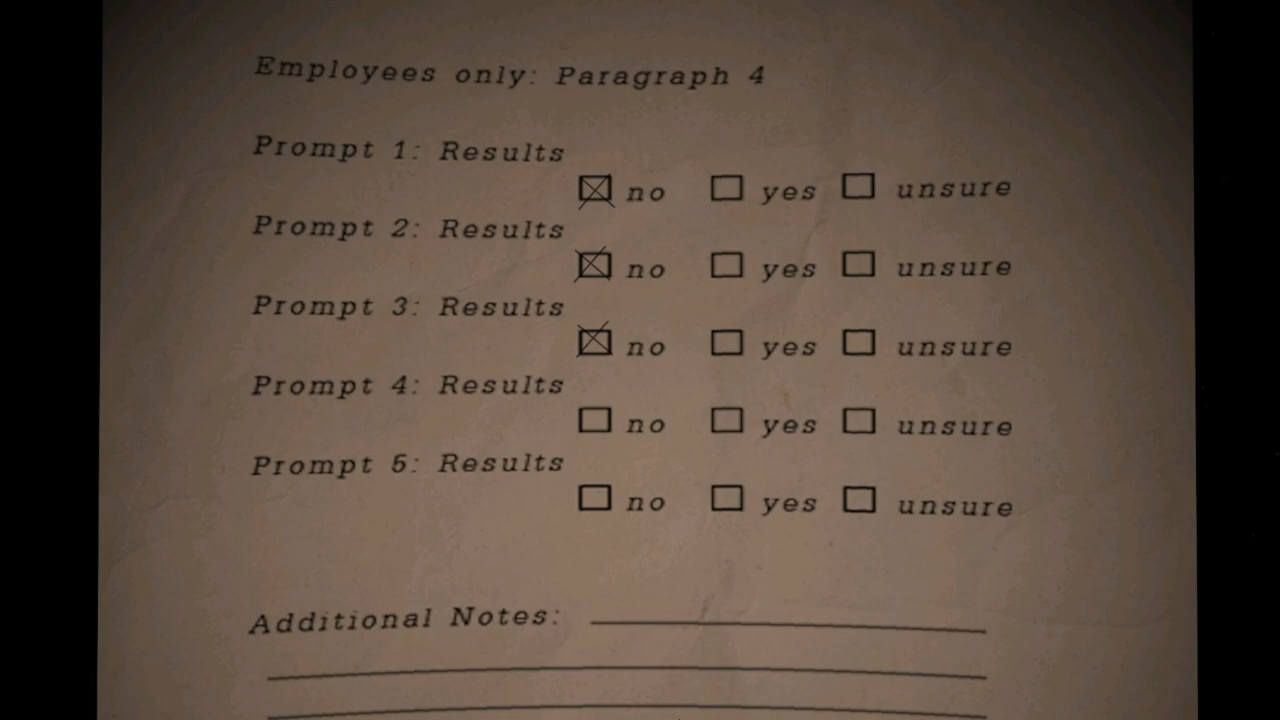 Employees only: Paragraph 4
Prompt 1: Results
no yes unsure
Prompt 2: Results
no yes unsure
Prompt 3: Results
no yes unsure
Prompt 4: Results
no yes unsure
Prompt 5: Results
no yes unsure
Additional Notes: